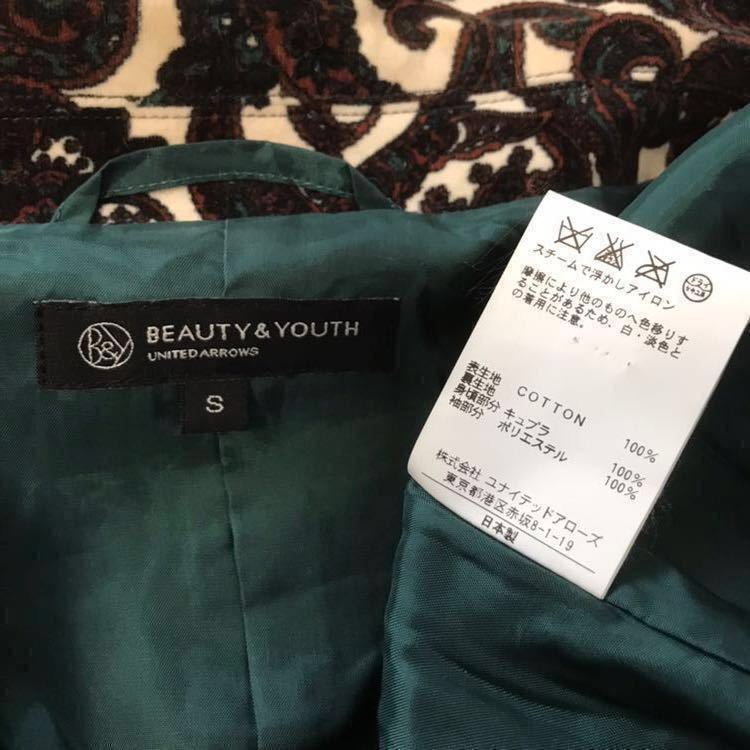 B&Y
BEAUTY & YOUTH
UNITED ARROWS
S
スチームで浮かしアイロン
摩擦により他のものへ色移りす
ることがあるため、白・淡色と
の着用に注意。
表生地 COTTON 100%
裏生地
身頃部分 キュプラ 100%
袖部分 ポリエステル 100%
株式会社 ユナイテッドアローズ
東京都港区赤坂8-1-19
日本製